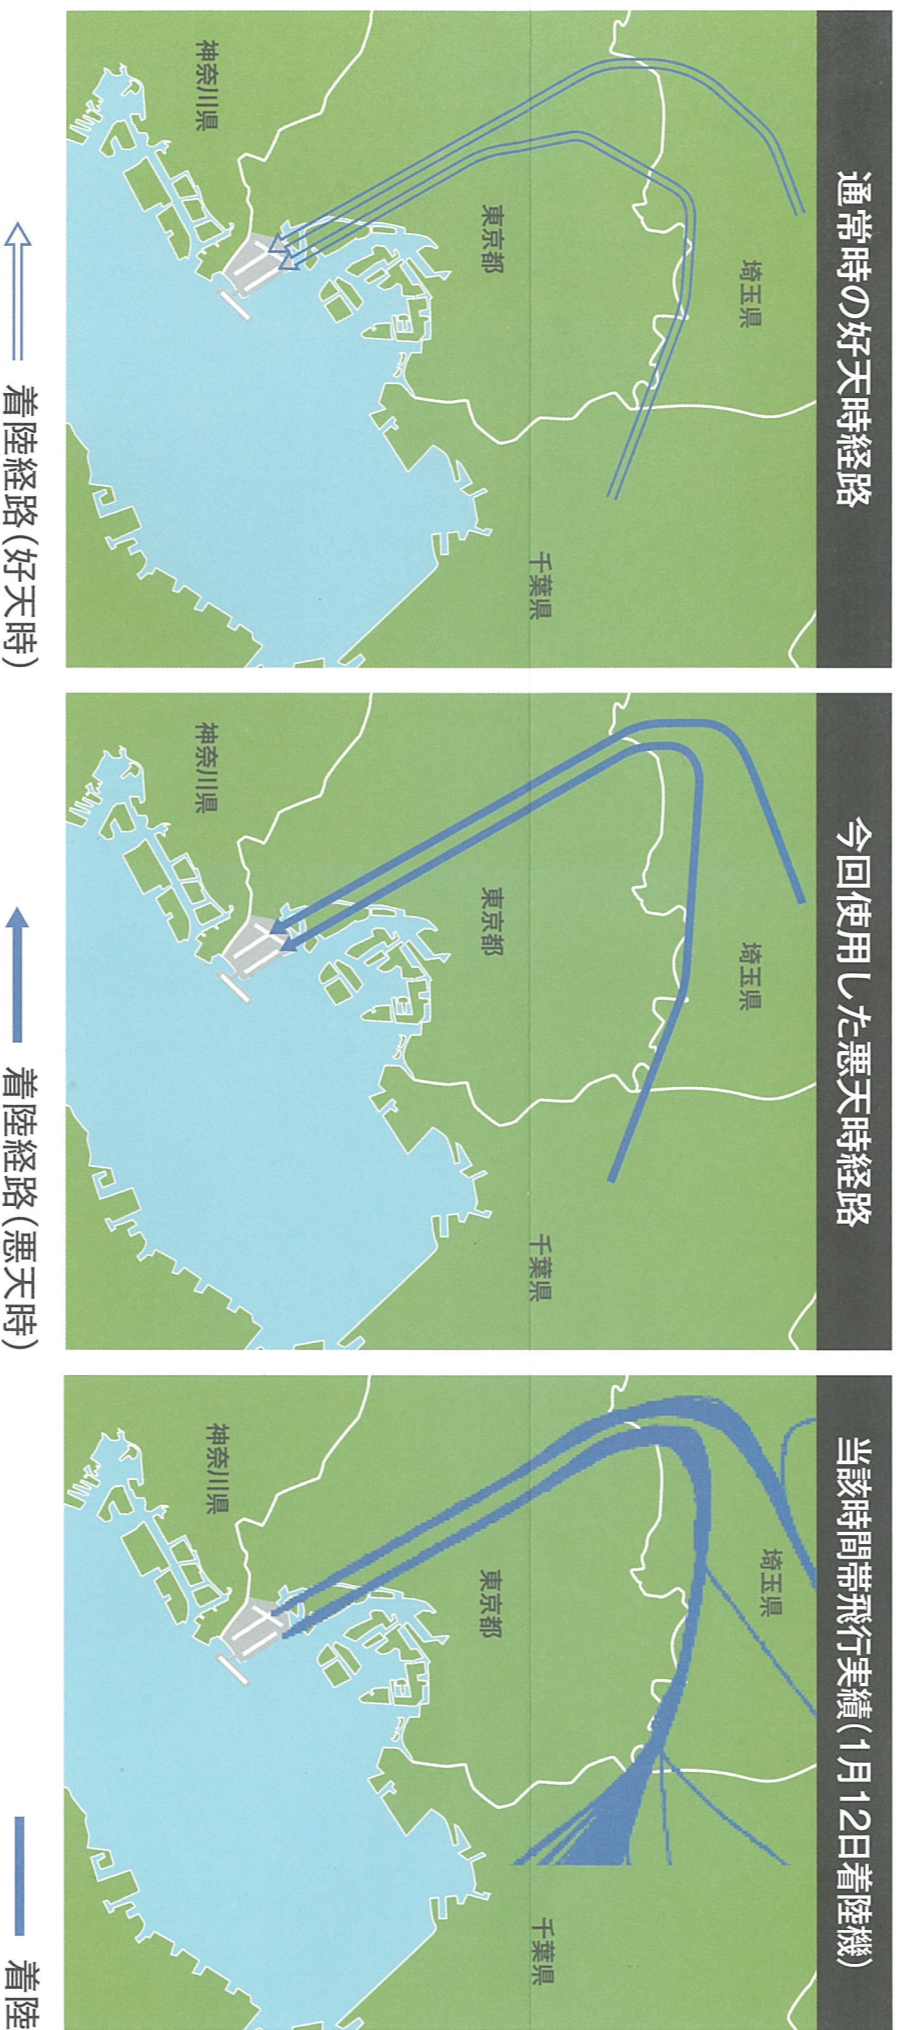 通常時の好天時経路
埼玉県
東京都
千葉県
神奈川県
着陸経路(好天時)
今回使用した悪天時経路
埼玉県
東京都
千葉県
神奈川県
着陸経路(悪天時)
当該時間帯飛行実績(1月12日着陸機)
埼玉県
東京都
千葉県
神奈川県
着陸